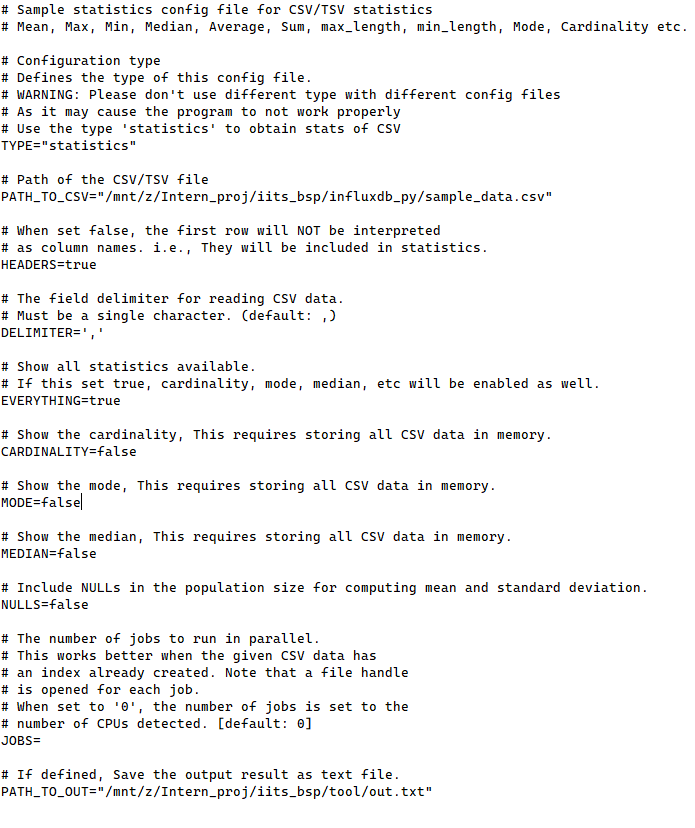 # Sample statistics config file for CSV/TSV statistics
# Mean, Max, Min, Median, Average, Sum, max_length, min_length, Mode, Cardinality etc.
# Configuration type
# Defines the type of this config file.
# WARNING: Please don't use different type with different config files
# As it may cause the program to not work properly
# Use the type 'statistics' to obtain stats of CSV
TYPE="statistics"
# Path of the CSV/TSV file
PATH_TO_CSV="/mnt/z/Intern_proj/iits_bsp/influxdb_py/sample_data.csv"
# When set false, the first row will NOT be interpreted
# as column names. i.e., They will be included in statistics.
HEADERS=true
# The field delimiter for reading CSV data.
# Must be a single character. (default: ,)
DELIMITER=','
# Show all statistics available.
# If this set true, cardinality, mode, median, etc will be enabled as well.
EVERYTHING=true
# Show the cardinality, This requires storing all CSV data in memory.
CARDINALITY=false
# Show the mode, This requires storing all CSV data in memory.
MODE=false
# Show the median, This requires storing all CSV data in memory.
MEDIAN=false
# Include NULLs in the population size for computing mean and standard deviation.
NULLS=false
# The number of jobs to run in parallel.
# This works better when the given CSV data has
# an index already created. Note that a file handle
# is opened for each job.
# When set to '0', the number of jobs is set to the
# number of CPUs detected. [default: 0]
JOBS=
# If defined, Save the output result as text file.
PATH_TO_OUT="/mnt/z/Intern_proj/iits_bsp/tool/out.txt"